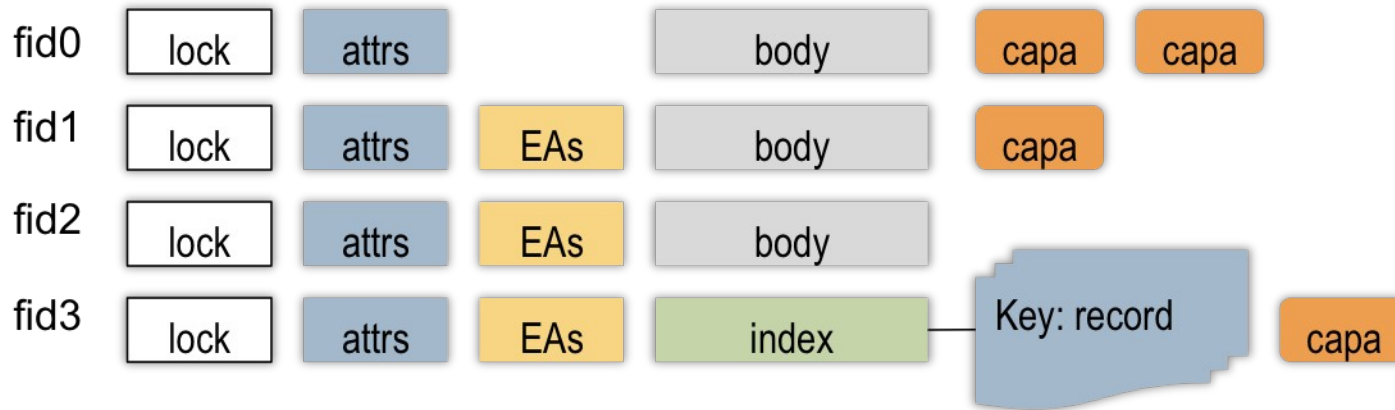 fid0 lock attrs body capa capa
fid1 lock attrs EAs body capa
fid2 lock attrs EAs body
fid3 lock attrs EAs index Key: record capa